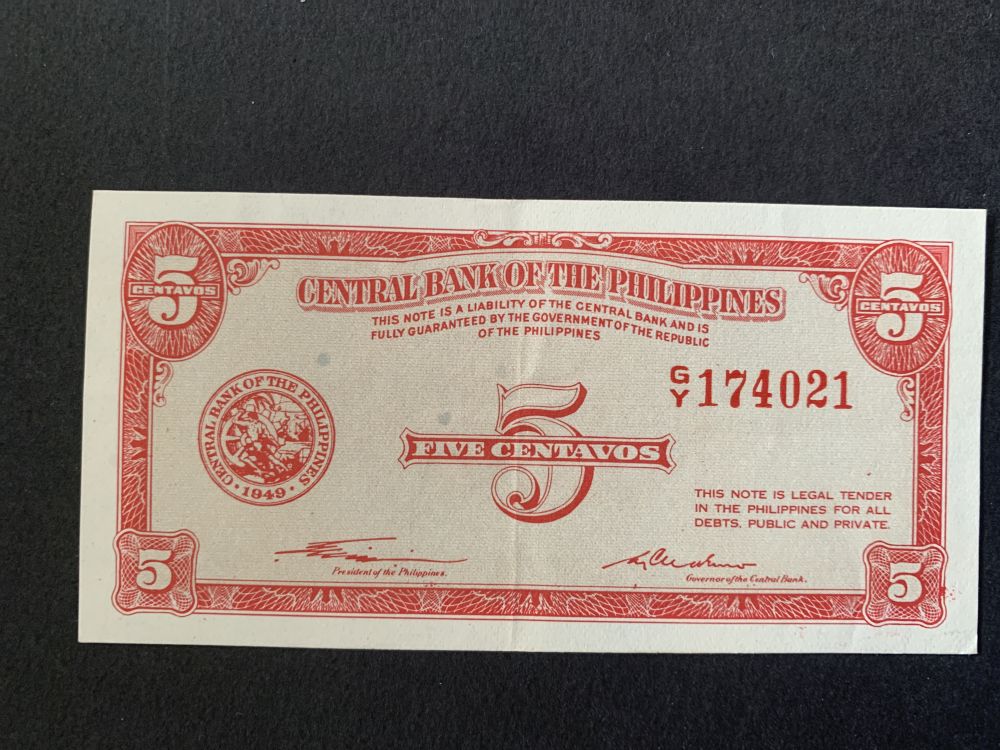 5
CENTAVOS
5
CENTAVOS
CENTRAL BANK OF THE PHILIPPINES
THIS NOTE IS A LIABILITY OF THE CENTRAL BANK AND IS
FULLY GUARANTEED BY THE GOVERNMENT OF THE REPUBLIC
OF THE PHILIPPINES
G/Y 174021
CENTRAL BANK OF THE PHILIPPINES
· 1949 ·
5
FIVE CENTAVOS
THIS NOTE IS LEGAL TENDER
IN THE PHILIPPINES FOR ALL
DEBTS, PUBLIC AND PRIVATE.
President of the Philippines.
Governor of the Central Bank.
5
5